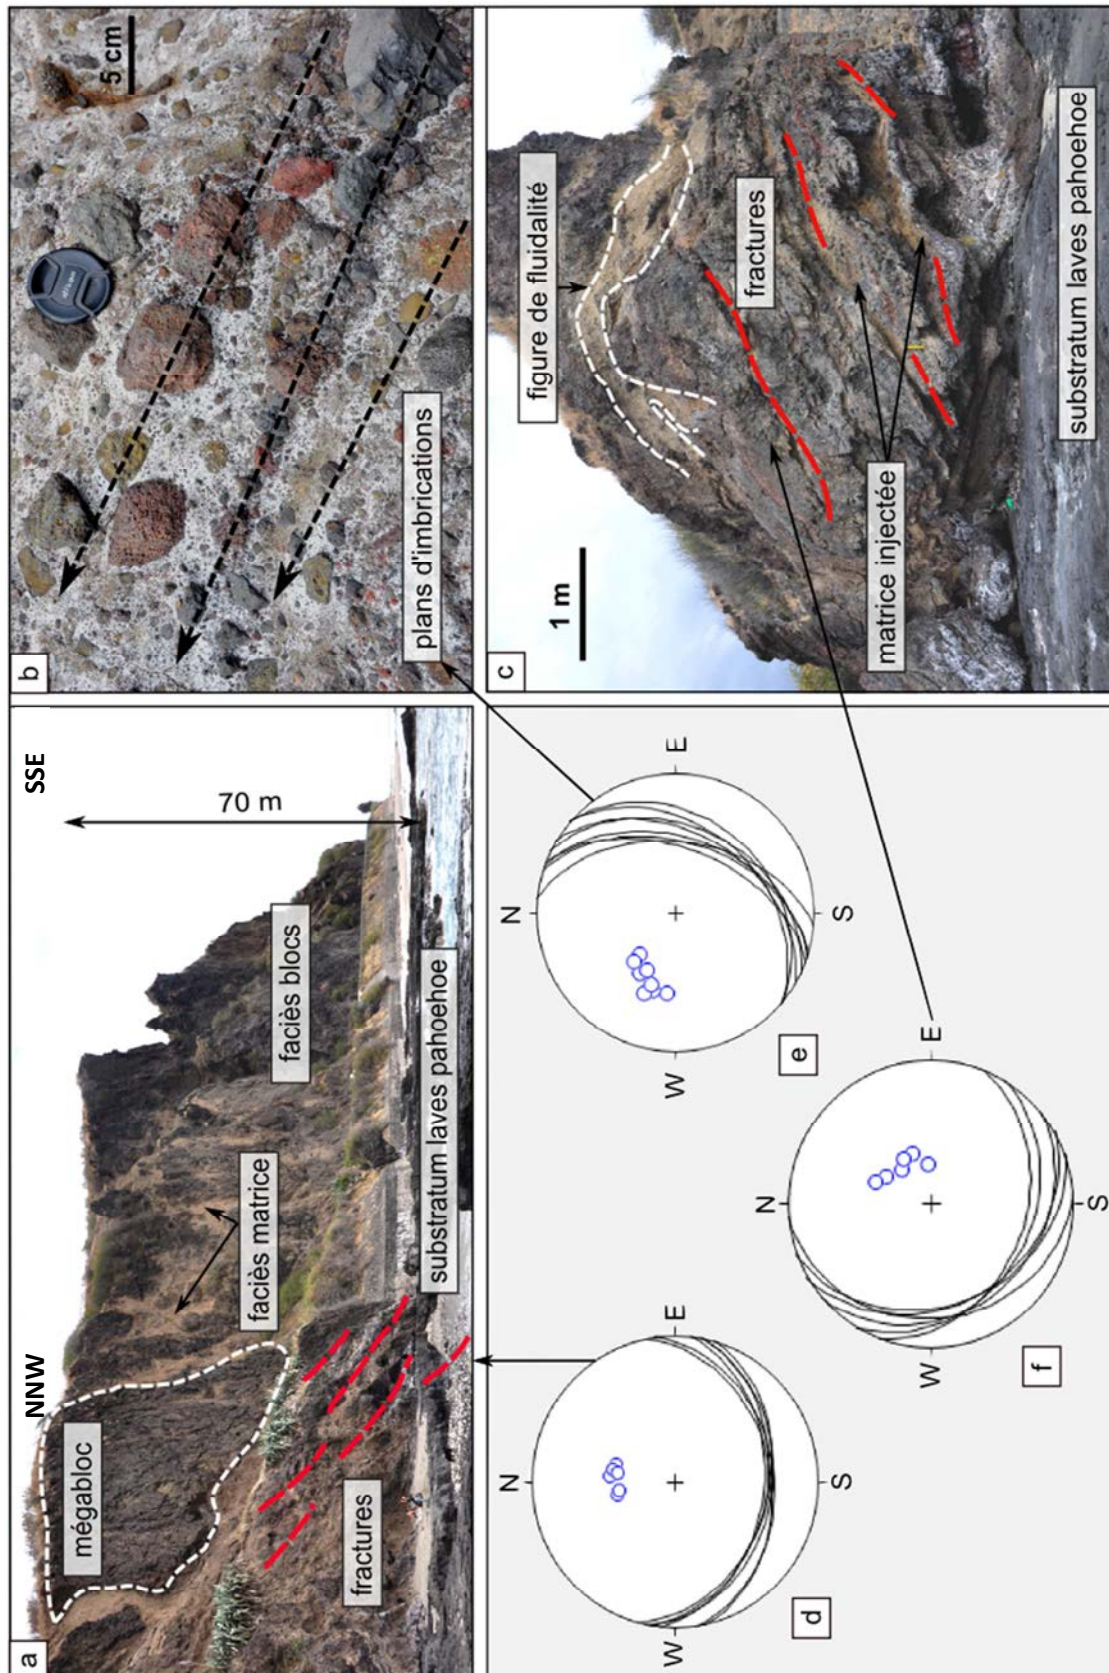 a
NNW
SSE
mégabloc
70 m
faciès matrice
faciès blocs
fractures
substratum laves pahoehoe
b
5 cm
plans d'imbrications
c
figure de fluidalité
1 m
fractures
matrice injectée
substratum laves pahoehoe
d
N
W
E
S
e
N
W
E
S
f
N
W
E
S